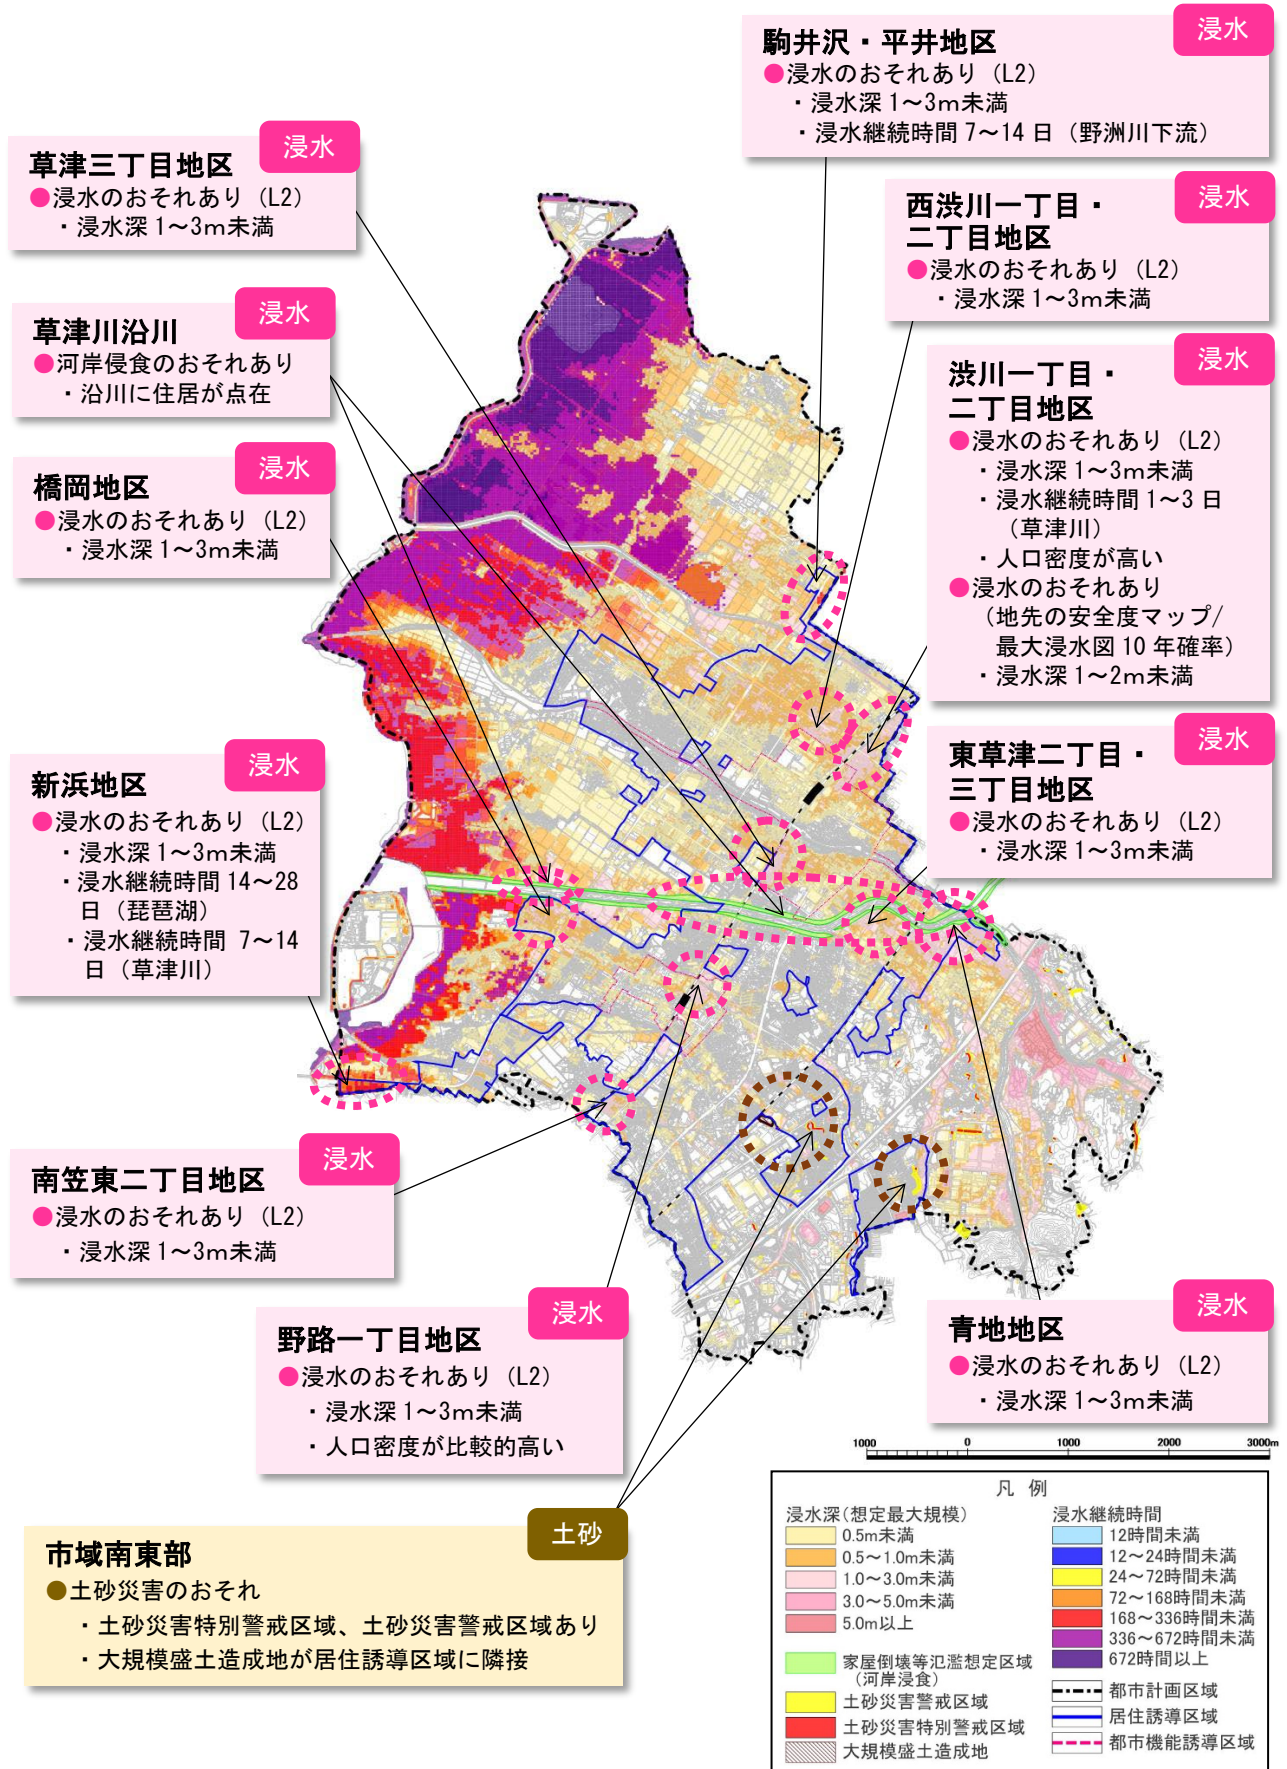 浸水
駒井沢・平井地区
●浸水のおそれあり（L2）
・浸水深 1～3m未満
・浸水継続時間 7～14 日（野洲川下流）
浸水
草津三丁目地区
●浸水のおそれあり（L2）
・浸水深 1～3m未満
浸水
西渋川一丁目・
二丁目地区
●浸水のおそれあり（L2）
・浸水深 1～3m未満
浸水
草津川沿川
●河岸侵食のおそれあり
・沿川に住居が点在
浸水
渋川一丁目・
二丁目地区
●浸水のおそれあり（L2）
・浸水深 1～3m未満
・浸水継続時間 1～3 日
（草津川）
・人口密度が高い
●浸水のおそれあり
（地先の安全度マップ/
最大浸水図 10 年確率）
・浸水深 1～2m未満
浸水
橋岡地区
●浸水のおそれあり（L2）
・浸水深 1～3m未満
浸水
東草津二丁目・
三丁目地区
●浸水のおそれあり（L2）
・浸水深 1～3m未満
浸水
新浜地区
●浸水のおそれあり（L2）
・浸水深 1～3m未満
・浸水継続時間 14～28
日（琵琶湖）
・浸水継続時間 7～14
日（草津川）
浸水
南笠東二丁目地区
●浸水のおそれあり（L2）
・浸水深 1～3m未満
浸水
野路一丁目地区
●浸水のおそれあり（L2）
・浸水深 1～3m未満
・人口密度が比較的高い
浸水
青地地区
●浸水のおそれあり（L2）
・浸水深 1～3m未満
土砂
市域南東部
●土砂災害のおそれ
・土砂災害特別警戒区域、土砂災害警戒区域あり
・大規模盛土造成地が居住誘導区域に隣接
1000 0 1000 2000 3000m
凡 例
浸水深(想定最大規模)
0.5m未満
0.5～1.0m未満
1.0～3.0m未満
3.0～5.0m未満
5.0m以上
家屋倒壊等氾濫想定区域
（河岸浸食）
土砂災害警戒区域
土砂災害特別警戒区域
大規模盛土造成地
浸水継続時間
12時間未満
12～24時間未満
24～72時間未満
72～168時間未満
168～336時間未満
336～672時間未満
672時間以上
都市計画区域
居住誘導区域
都市機能誘導区域